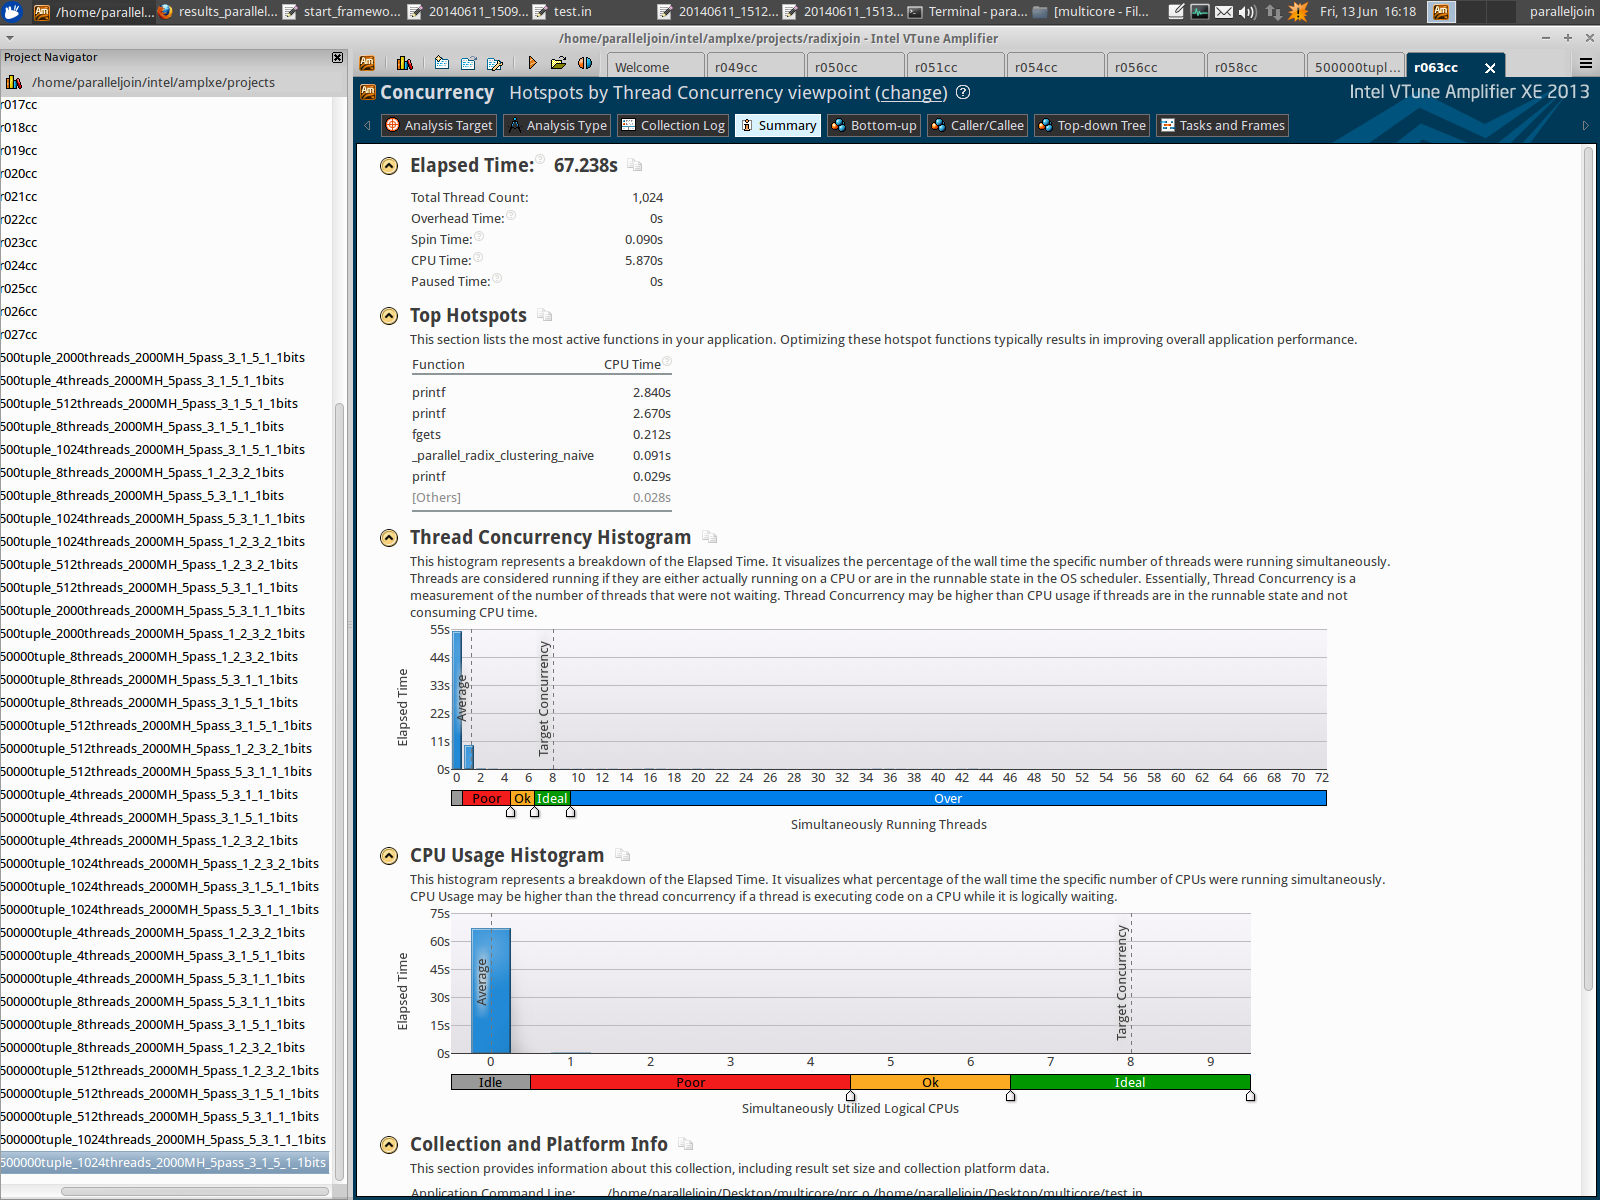 /home/parallel...
results_parallel...
start_framewo...
20140611_1509...
test.in
20140611_1512...
20140611_1513...
Terminal - para...
[multicore - Fil...
Fri, 13 Jun 16:18
paralleljoin
/home/paralleljoin/intel/amplxe/projects/radixjoin - Intel VTune Amplifier
Project Navigator
/home/paralleljoin/intel/amplxe/projects
r017cc
r018cc
r019cc
r020cc
r021cc
r022cc
r023cc
r024cc
r025cc
r026cc
r027cc
500tuple_2000threads_2000MH_5pass_3_1_5_1_1bits
500tuple_4threads_2000MH_5pass_3_1_5_1_1bits
500tuple_512threads_2000MH_5pass_3_1_5_1_1bits
500tuple_8threads_2000MH_5pass_3_1_5_1_1bits
500tuple_1024threads_2000MH_5pass_3_1_5_1_1bits
500tuple_8threads_2000MH_5pass_1_2_3_2_1bits
500tuple_8threads_2000MH_5pass_5_3_1_1_1bits
500tuple_1024threads_2000MH_5pass_5_3_1_1_1bits
500tuple_1024threads_2000MH_5pass_1_2_3_2_1bits
500tuple_512threads_2000MH_5pass_1_2_3_2_1bits
500tuple_512threads_2000MH_5pass_5_3_1_1_1bits
500tuple_2000threads_2000MH_5pass_5_3_1_1_1bits
500tuple_2000threads_2000MH_5pass_1_2_3_2_1bits
50000tuple_8threads_2000MH_5pass_1_2_3_2_1bits
50000tuple_8threads_2000MH_5pass_5_3_1_1_1bits
50000tuple_8threads_2000MH_5pass_3_1_5_1_1bits
50000tuple_512threads_2000MH_5pass_3_1_5_1_1bits
50000tuple_512threads_2000MH_5pass_1_2_3_2_1bits
50000tuple_512threads_2000MH_5pass_5_3_1_1_1bits
50000tuple_4threads_2000MH_5pass_5_3_1_1_1bits
50000tuple_4threads_2000MH_5pass_3_1_5_1_1bits
50000tuple_4threads_2000MH_5pass_1_2_3_2_1bits
50000tuple_1024threads_2000MH_5pass_1_2_3_2_1bits
50000tuple_1024threads_2000MH_5pass_3_1_5_1_1bits
50000tuple_1024threads_2000MH_5pass_5_3_1_1_1bits
500000tuple_4threads_2000MH_5pass_1_2_3_2_1bits
500000tuple_4threads_2000MH_5pass_3_1_5_1_1bits
500000tuple_4threads_2000MH_5pass_5_3_1_1_1bits
500000tuple_8threads_2000MH_5pass_5_3_1_1_1bits
500000tuple_8threads_2000MH_5pass_3_1_5_1_1bits
500000tuple_8threads_2000MH_5pass_1_2_3_2_1bits
500000tuple_512threads_2000MH_5pass_1_2_3_2_1bits
500000tuple_512threads_2000MH_5pass_3_1_5_1_1bits
500000tuple_512threads_2000MH_5pass_5_3_1_1_1bits
500000tuple_1024threads_2000MH_5pass_5_3_1_1_1bits
500000tuple_1024threads_2000MH_5pass_3_1_5_1_1bits
Welcome
r049cc
r050cc
r051cc
r054cc
r056cc
r058cc
500000tupl...
r063cc
Concurrency Hotspots by Thread Concurrency viewpoint (change)
Intel VTune Amplifier XE 2013
Analysis Target
Analysis Type
Collection Log
Summary
Bottom-up
Caller/Callee
Top-down Tree
Tasks and Frames
Elapsed Time: 67.238s
Total Thread Count: 1,024
Overhead Time: 0s
Spin Time: 0.090s
CPU Time: 5.870s
Paused Time: 0s
Top Hotspots
This section lists the most active functions in your application. Optimizing these hotspot functions typically results in improving overall application performance.
Function CPU Time
printf 2.840s
printf 2.670s
fgets 0.212s
_parallel_radix_clustering_naive 0.091s
printf 0.029s
[Others] 0.028s
Thread Concurrency Histogram
This histogram represents a breakdown of the Elapsed Time. It visualizes the percentage of the wall time the specific number of threads were running simultaneously.
Threads are considered running if they are either actually running on a CPU or are in the runnable state in the OS scheduler. Essentially, Thread Concurrency is a
measurement of the number of threads that were not waiting. Thread Concurrency may be higher than CPU usage if threads are in the runnable state and not
consuming CPU time.
Elapsed Time
55s
44s
33s
22s
11s
0s
Average
Target Concurrency
0 2 4 6 8 10 12 14 16 18 20 22 24 26 28 30 32 34 36 38 40 42 44 46 48 50 52 54 56 58 60 62 64 66 68 70 72
Poor Ok Ideal Over
Simultaneously Running Threads
CPU Usage Histogram
This histogram represents a breakdown of the Elapsed Time. It visualizes what percentage of the wall time the specific number of CPUs were running simultaneously.
CPU Usage may be higher than the thread concurrency if a thread is executing code on a CPU while it is logically waiting.
Elapsed Time
75s
60s
45s
30s
15s
0s
Average
Target Concurrency
0 1 2 3 4 5 6 7 8 9
Idle Poor Ok Ideal
Simultaneously Utilized Logical CPUs
Collection and Platform Info
This section provides information about this collection, including result set size and collection platform data.
Application Command Line: /home/paralleljoin/Desktop/multicore/prc.o /home/paralleljoin/Desktop/multicore/test.in